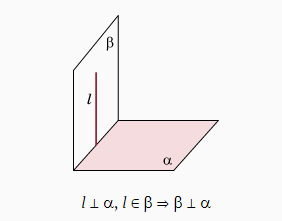 β
l
α
l ⊥ α, l ∈ β ⇒ β ⊥ α